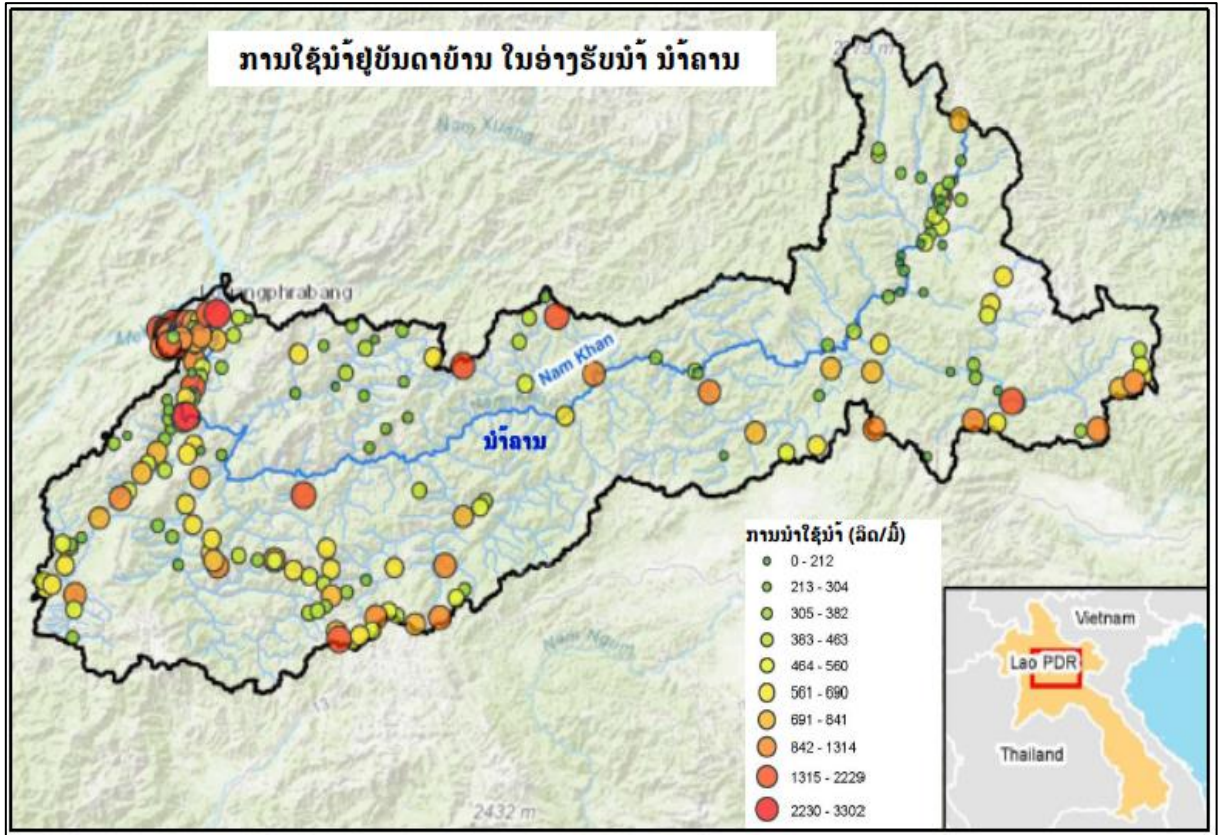 ການໃຊ້ນ້ຳຢູ່ບັນດາບ້ານ ໃນອ່າງຮັບນ້ຳ ນ້ຳຄານ
Nam Xuang
Nam Khan
ນ້ຳຄານ
Nam Ngum
2432 m
ການນຳໃຊ້ນ້ຳ (ລິດ/ມື້)
0 - 212
213 - 304
305 - 382
383 - 463
464 - 560
561 - 690
691 - 841
842 - 1314
1315 - 2229
2230 - 3302
Vietnam
Lao PDR
Thailand